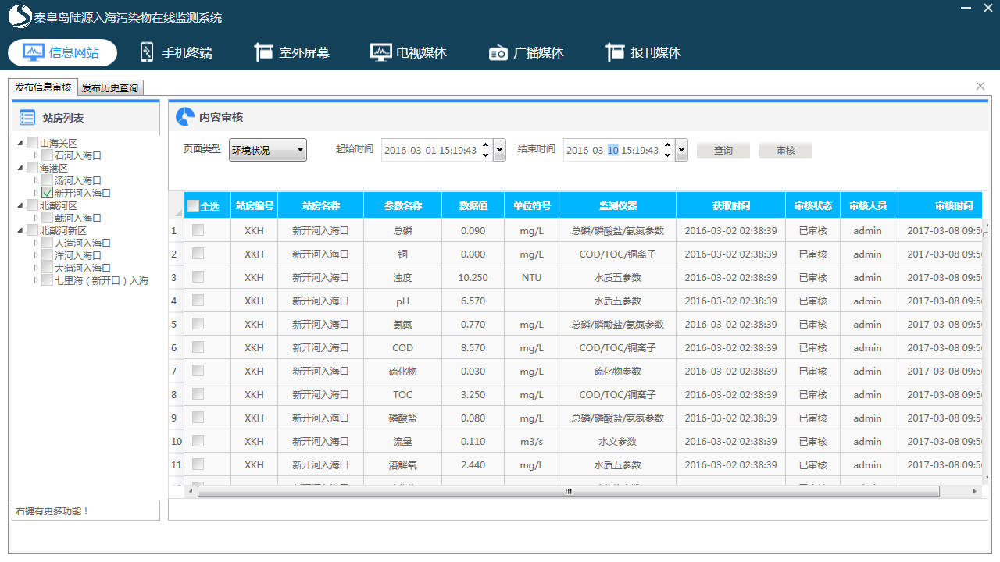 秦皇岛陆源入海污染物在线监测系统
信息网站 手机终端 室外屏幕 电视媒体 广播媒体 报刊媒体
发布信息审核 发布历史查询
站房列表
山海关区
石河入海口
海港区
汤河入海口
新开河入海口
北戴河区
戴河入海口
北戴河新区
人造河入海口
洋河入海口
大蒲河入海口
七里海（新开口）入海
右键有更多功能！
内容审核
页面类型 环境状况 起始时间 2016-03-01 15:19:43 结束时间 2016-03-10 15:19:43 查询 审核
全选 站房编号 站房名称 参数名称 数据值 单位符号 监测仪器 获取时间 审核状态 审核人员 审核时间
1 XKH 新开河入海口 总磷 0.090 mg/L 总磷/磷酸盐/氨氮参数 2016-03-02 02:38:39 已审核 admin 2017-03-08 09:5
2 XKH 新开河入海口 铜 0.000 mg/L COD/TOC/铜离子 2016-03-02 02:38:39 已审核 admin 2017-03-08 09:5
3 XKH 新开河入海口 浊度 10.250 NTU 水质五参数 2016-03-02 02:38:39 已审核 admin 2017-03-08 09:5
4 XKH 新开河入海口 pH 6.570 水质五参数 2016-03-02 02:38:39 已审核 admin 2017-03-08 09:5
5 XKH 新开河入海口 氨氮 0.770 mg/L 总磷/磷酸盐/氨氮参数 2016-03-02 02:38:39 已审核 admin 2017-03-08 09:5
6 XKH 新开河入海口 COD 8.570 mg/L COD/TOC/铜离子 2016-03-02 02:38:39 已审核 admin 2017-03-08 09:5
7 XKH 新开河入海口 硫化物 0.030 mg/L 硫化物参数 2016-03-02 02:38:39 已审核 admin 2017-03-08 09:5
8 XKH 新开河入海口 TOC 3.250 mg/L COD/TOC/铜离子 2016-03-02 02:38:39 已审核 admin 2017-03-08 09:5
9 XKH 新开河入海口 磷酸盐 0.080 mg/L 总磷/磷酸盐/氨氮参数 2016-03-02 02:38:39 已审核 admin 2017-03-08 09:5
10 XKH 新开河入海口 流量 0.110 m3/s 水文参数 2016-03-02 02:38:39 已审核 admin 2017-03-08 09:5
11 XKH 新开河入海口 溶解氧 2.440 mg/L 水质五参数 2016-03-02 02:38:39 已审核 admin 2017-03-08 09:5